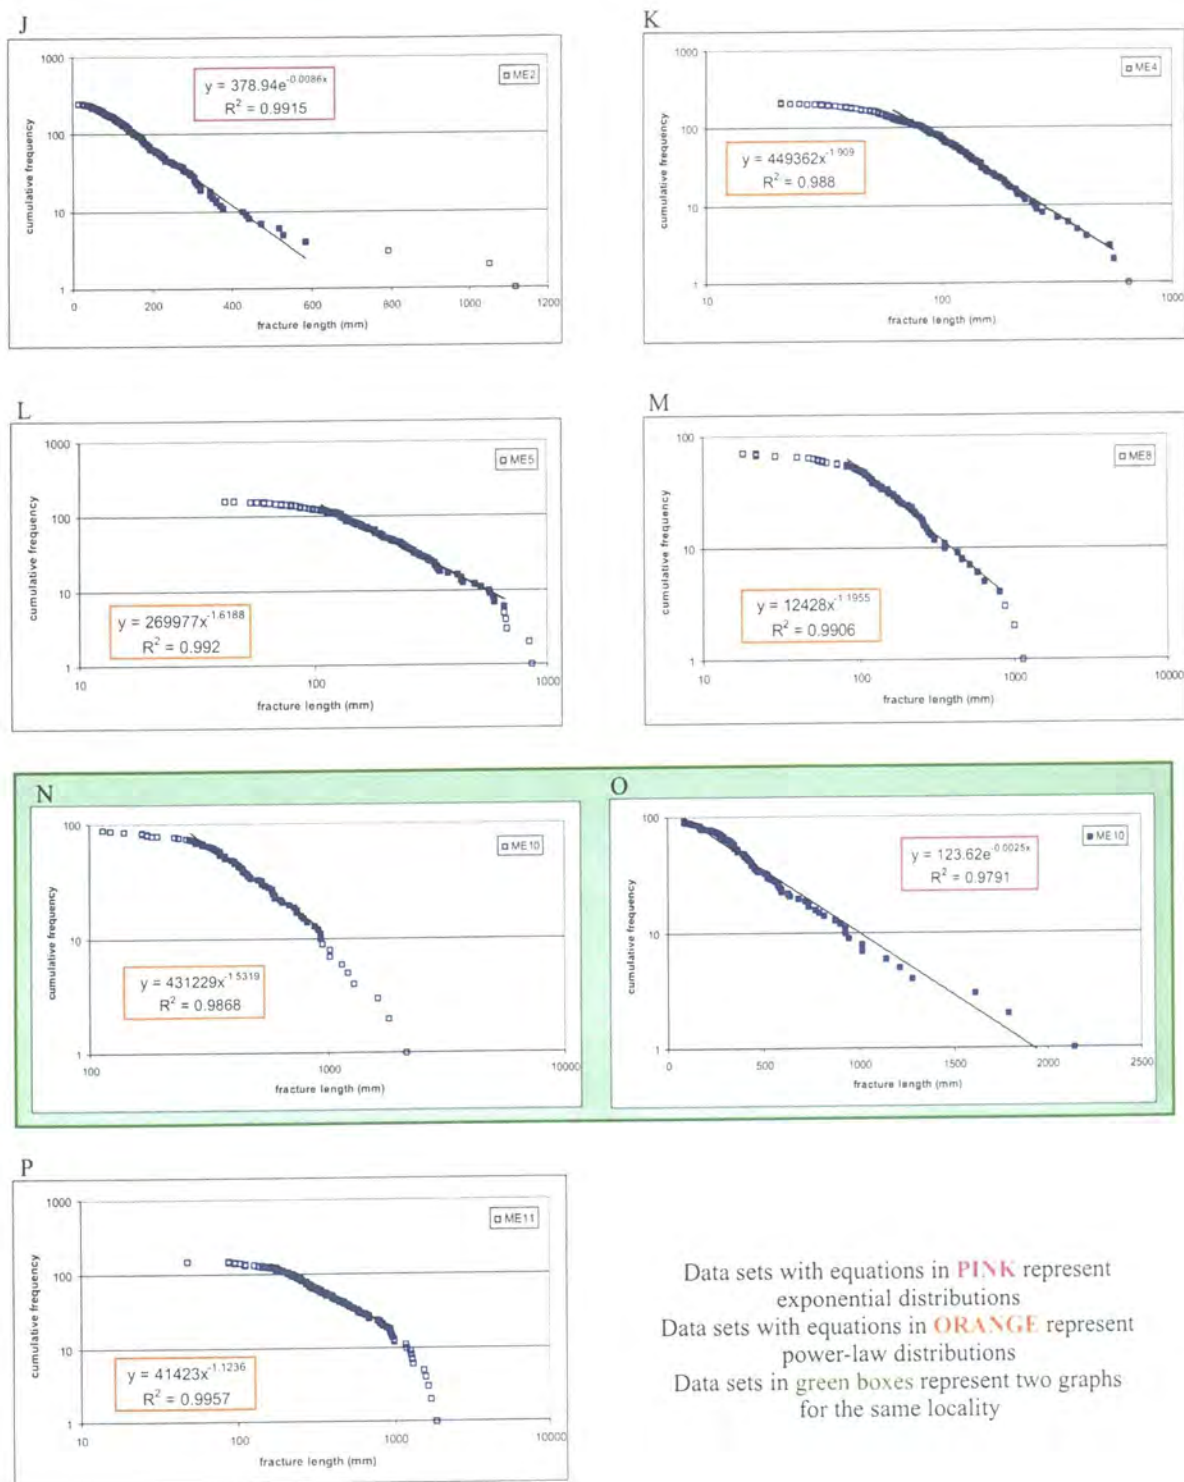 J
1000
100
10
1
0
200
400
600
800
1000
1200
cumulative frequency
fracture length (mm)
y = 378.94e^-0.0086x
R² = 0.9915
ME2
K
1000
100
10
1
10
100
1000
cumulative frequency
fracture length (mm)
y = 449362x^-1.909
R² = 0.988
ME4
L
1000
100
10
1
10
100
1000
cumulative frequency
fracture length (mm)
y = 269977x^-1.6188
R² = 0.992
ME5
M
100
10
1
10
100
1000
10000
cumulative frequency
fracture length (mm)
y = 12428x^-1.1955
R² = 0.9906
ME8
N
100
10
1
100
1000
10000
cumulative frequency
fracture length (mm)
y = 431229x^-1.5319
R² = 0.9868
ME10
O
100
10
1
0
500
1000
1500
2000
2500
cumulative frequency
fracture length (mm)
y = 123.62e^-0.0025x
R² = 0.9791
ME10
P
1000
100
10
1
10
100
1000
10000
cumulative frequency
fracture length (mm)
y = 41423x^-1.1236
R² = 0.9957
ME11
Data sets with equations in PINK represent
exponential distributions
Data sets with equations in ORANGE represent
power-law distributions
Data sets in green boxes represent two graphs
for the same locality